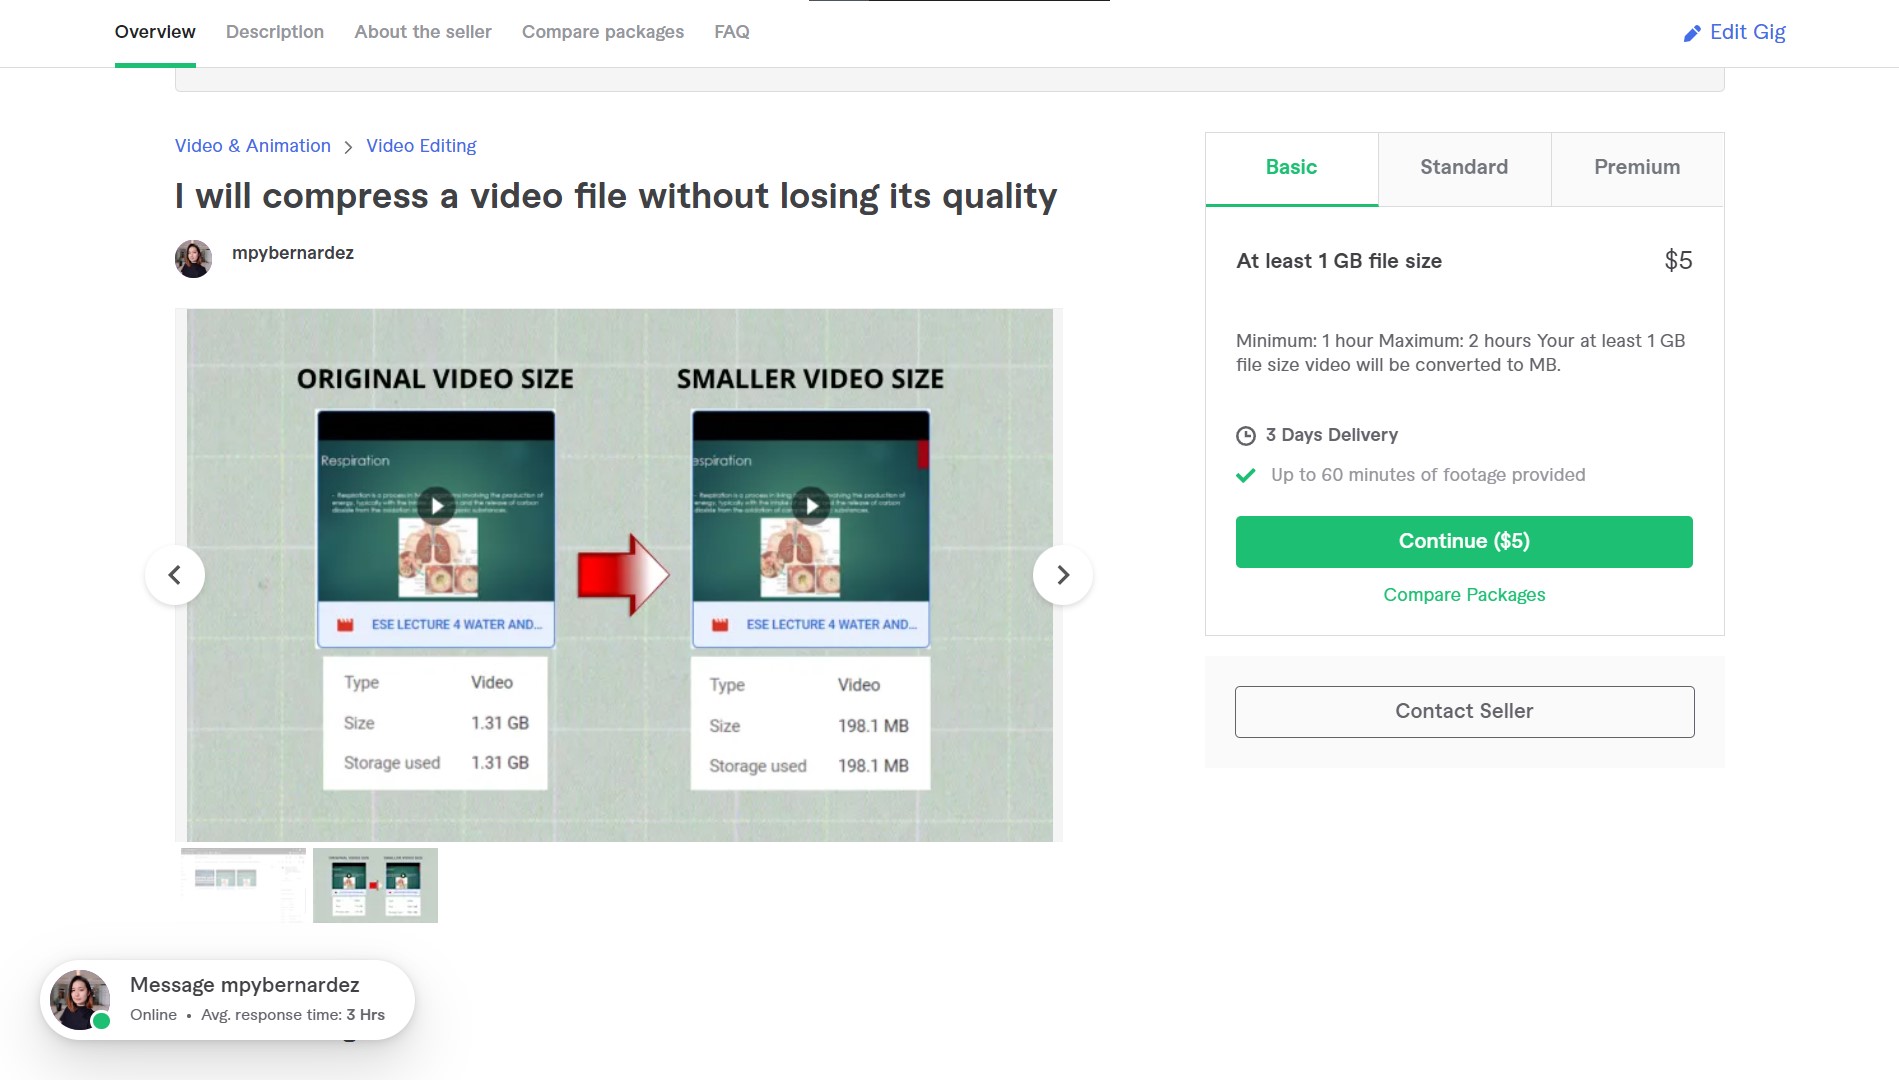 Overview
Description
About the seller
Compare packages
FAQ
Edit Gig
Video & Animation > Video Editing
I will compress a video file without losing its quality
mpybernardez
ORIGINAL VIDEO SIZE
Respiration
ESE LECTURE 4 WATER AND...
Type Video
Size 1.31 GB
Storage used 1.31 GB
SMALLER VIDEO SIZE
espiration
ESE LECTURE 4 WATER AND...
Type Video
Size 198.1 MB
Storage used 198.1 MB
Basic
Standard
Premium
At least 1 GB file size $5
Minimum: 1 hour Maximum: 2 hours Your at least 1 GB
file size video will be converted to MB.
3 Days Delivery
Up to 60 minutes of footage provided
Continue ($5)
Compare Packages
Contact Seller
Message mpybernardez
Online • Avg. response time: 3 Hrs